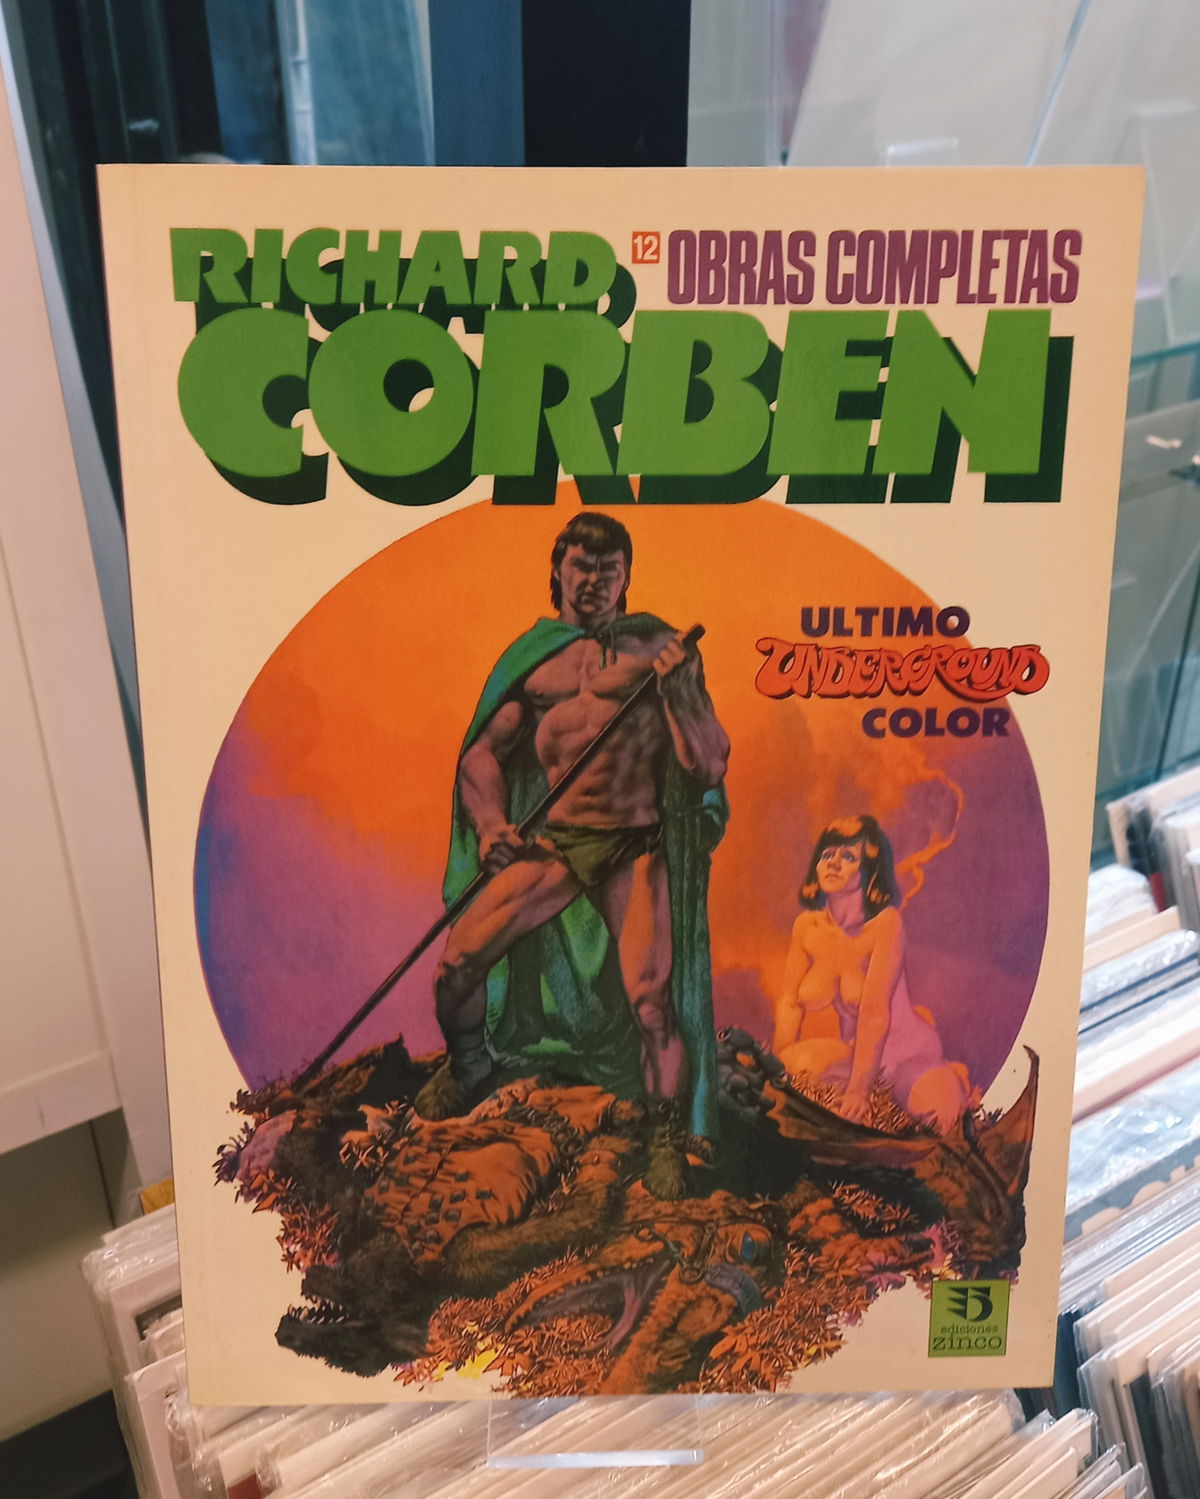 RICHARD
12 OBRAS COMPLETAS
CORBEN
ULTIMO
UNDERGROUND
COLOR
ediciones
zinco